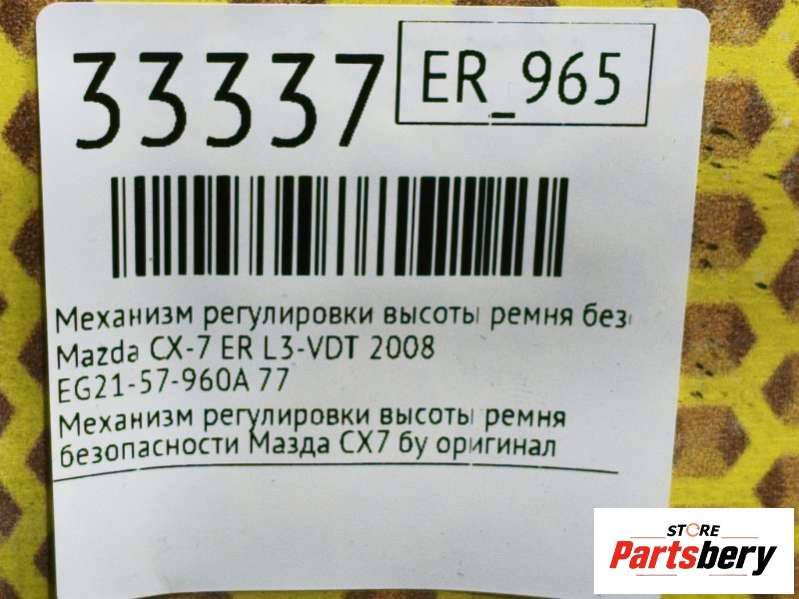 33337
ER_965
Механизм регулировки высоты ремня без
Mazda CX-7 ER L3-VDT 2008
EG21-57-960A 77
Механизм регулировки высоты ремня
безопасности Мазда СХ7 бу оригинал
STORE
Partsbery